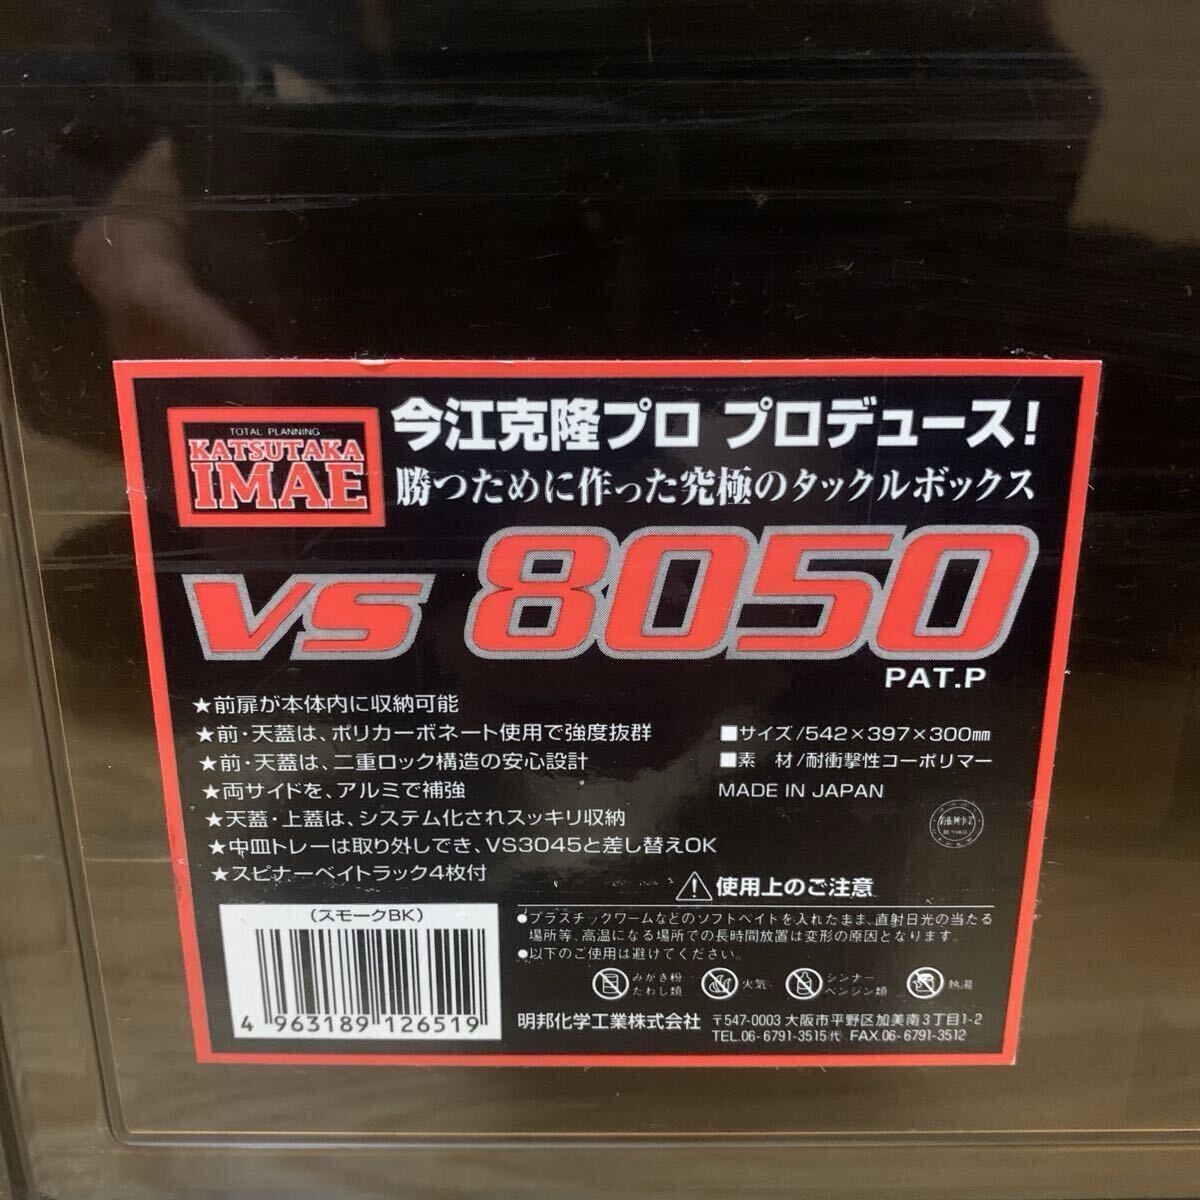 TOTAL PLANNING
KATSUTAKA
IMAE
今江克隆プロ プロデュース!
勝つために作った究極のタックルボックス
VS 8050
PAT.P
★前扉が本体内に収納可能
★前・天蓋は、ポリカーボネート使用で強度抜群
★前・天蓋は、二重ロック構造の安心設計
★両サイドを、アルミで補強
★天蓋・上蓋は、システム化されスッキリ収納
★中皿トレーは取り外しでき、VS3045と差し替えOK
★スピナーベイトラック4枚付
■サイズ/542×397×300㎜
■素 材/耐衝撃性コーポリマー
MADE IN JAPAN
⚠使用上のご注意
●プラスチックワームなどのソフトベイトを入れたまま、直射日光の当たる
場所等、高温になる場所での長時間放置は変形の原因となります。
●以下のご使用は避けてください。
みがき粉
たわし類
火気
シンナー
ベンジン類
熱湯
(スモークBK)
4 963189 126519
明邦化学工業株式会社 〒547-0003 大阪市平野区加美南3丁目1-2
TEL.06-6791-3515㈹ FAX.06-6791-3512